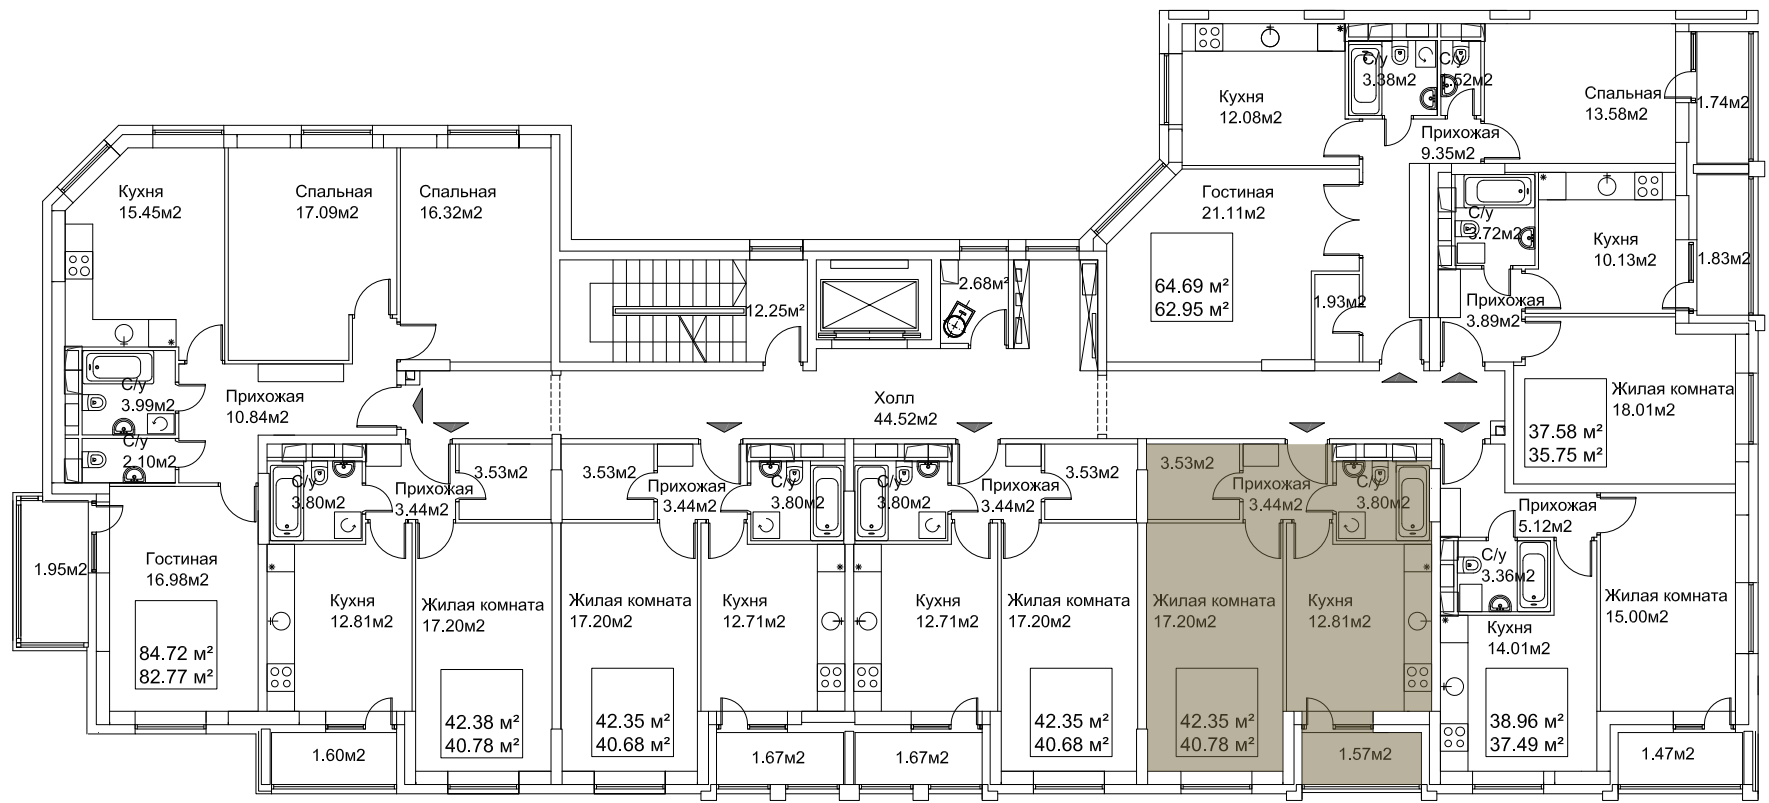 Кухня
15.45м2
Спальная
17.09м2
Спальная
16.32м2
С/у
3.99м2
С/у
2.10м2
Прихожая
10.84м2
Гостиная
16.98м2
1.95м2
84.72 м²
82.77 м²
12.25м²
2.68м²
Холл
44.52м2
Кухня
12.08м2
С/у
3.38м2
С/у
Спальная
13.58м2
1.74м2
Прихожая
9.35м2
Гостиная
21.11м2
64.69 м²
62.95 м²
1.93м2
С/у
3.72м2
Кухня
10.13м2
1.83м2
Прихожая
3.89м2
Жилая комната
18.01м2
37.58 м²
35.75 м²
С/у
3.80м2
Прихожая
3.44м2
3.53м2
Кухня
12.81м2
Жилая комната
17.20м2
42.38 м²
40.78 м²
1.60м2
3.53м2
Прихожая
3.44м2
С/у
3.80м2
Жилая комната
17.20м2
Кухня
12.71м2
42.35 м²
40.68 м²
1.67м2
С/у
3.80м2
Прихожая
3.44м2
3.53м2
Кухня
12.71м2
Жилая комната
17.20м2
42.35 м²
40.68 м²
1.67м2
3.53м2
Прихожая
3.44м2
С/у
3.80м2
Жилая комната
17.20м2
Кухня
12.81м2
42.35 м²
40.78 м²
1.57м2
Прихожая
5.12м2
С/у
3.36м2
Жилая комната
15.00м2
Кухня
14.01м2
38.96 м²
37.49 м²
1.47м2